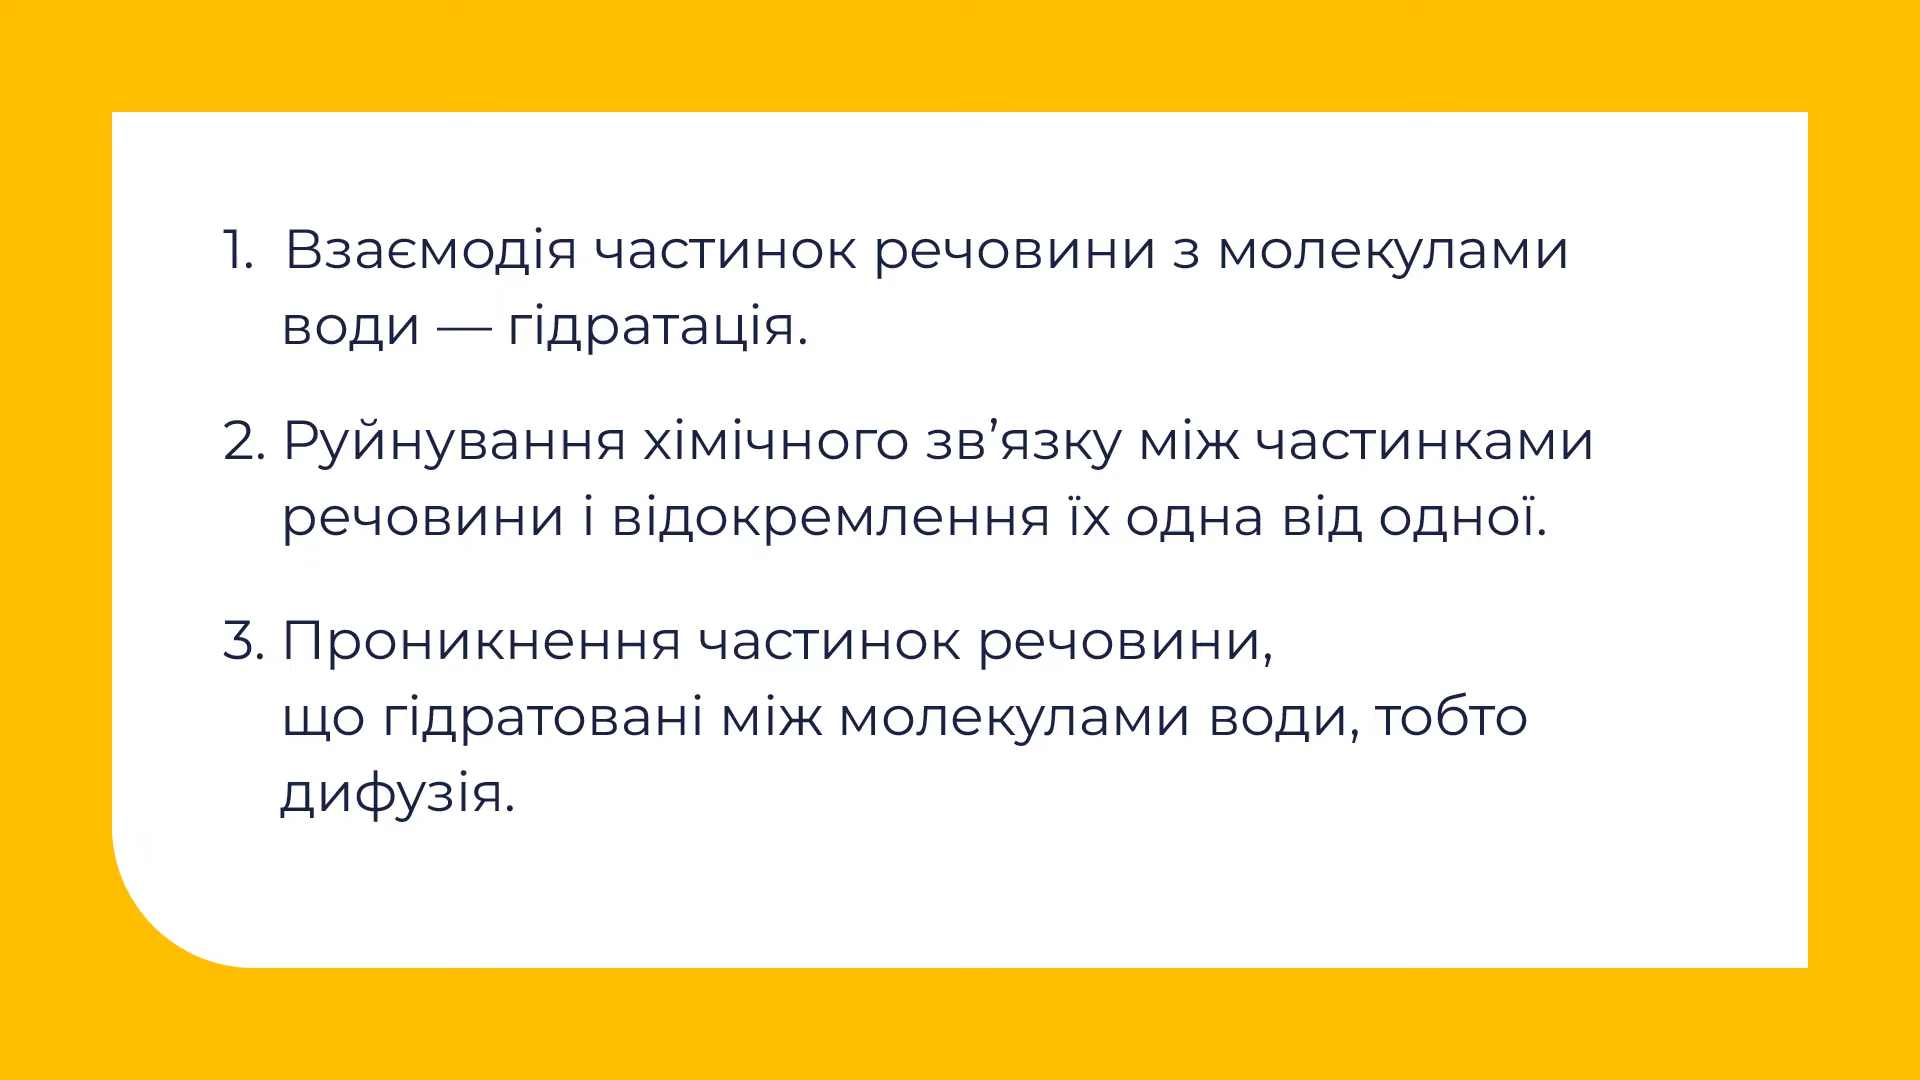 1. Взаємодія частинок речовини з молекулами
води — гідратація.
2. Руйнування хімічного зв’язку між частинками
речовини і відокремлення їх одна від одної.
3. Проникнення частинок речовини,
що гідратовані між молекулами води, тобто
дифузія.